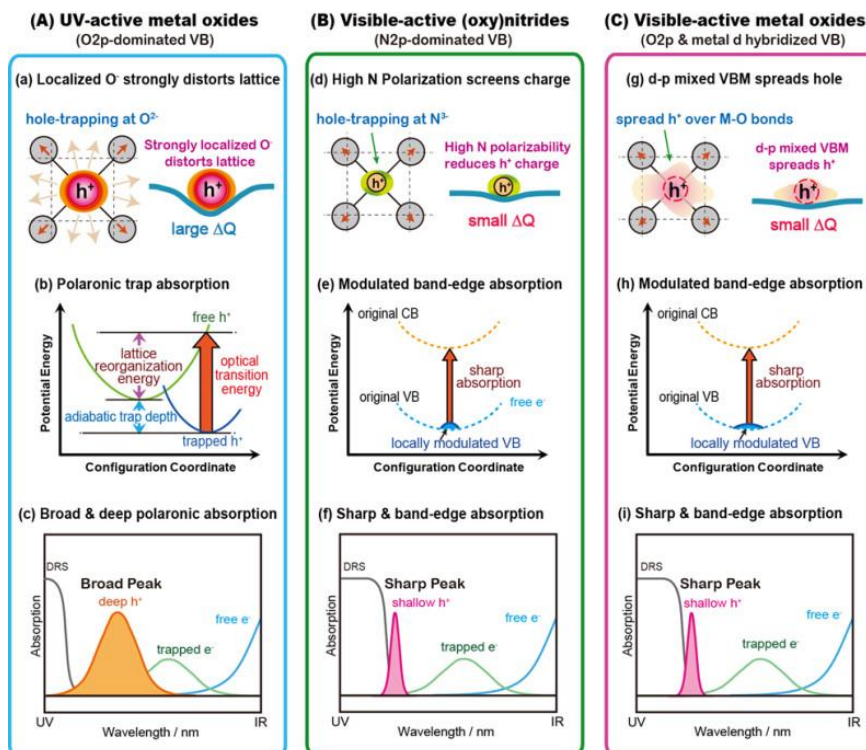 (A) UV-active metal oxides
(O2p-dominated VB)
(a) Localized O⁻ strongly distorts lattice
hole-trapping at O²⁻
Strongly localized O⁻
distorts lattice
h⁺
h⁺
large ΔQ
(b) Polaronic trap absorption
Potential Energy
free h⁺
lattice
reorganization
energy
optical
transition
energy
adiabatic trap depth
trapped h⁺
Configuration Coordinate
(c) Broad & deep polaronic absorption
Absorption
DRS
Broad Peak
deep h⁺
free e⁻
trapped e⁻
UV
Wavelength / nm
IR
(B) Visible-active (oxy)nitrides
(N2p-dominated VB)
(d) High N Polarization screens charge
hole-trapping at N³⁻
High N polarizability
reduces h⁺ charge
h⁺
h⁺
small ΔQ
(e) Modulated band-edge absorption
Potential Energy
original CB
sharp
absorption
original VB
free e⁻
locally modulated VB
Configuration Coordinate
(f) Sharp & band-edge absorption
Absorption
DRS
Sharp Peak
shallow h⁺
free e⁻
trapped e⁻
UV
Wavelength / nm
IR
(C) Visible-active metal oxides
(O2p & metal d hybridized VB)
(g) d-p mixed VBM spreads hole
spread h⁺ over M-O bonds
d-p mixed VBM
spreads h⁺
h⁺
h⁺
small ΔQ
(h) Modulated band-edge absorption
Potential Energy
original CB
sharp
absorption
original VB
free e⁻
locally modulated VB
Configuration Coordinate
(i) Sharp & band-edge absorption
Absorption
DRS
Sharp Peak
shallow h⁺
free e⁻
trapped e⁻
UV
Wavelength / nm
IR